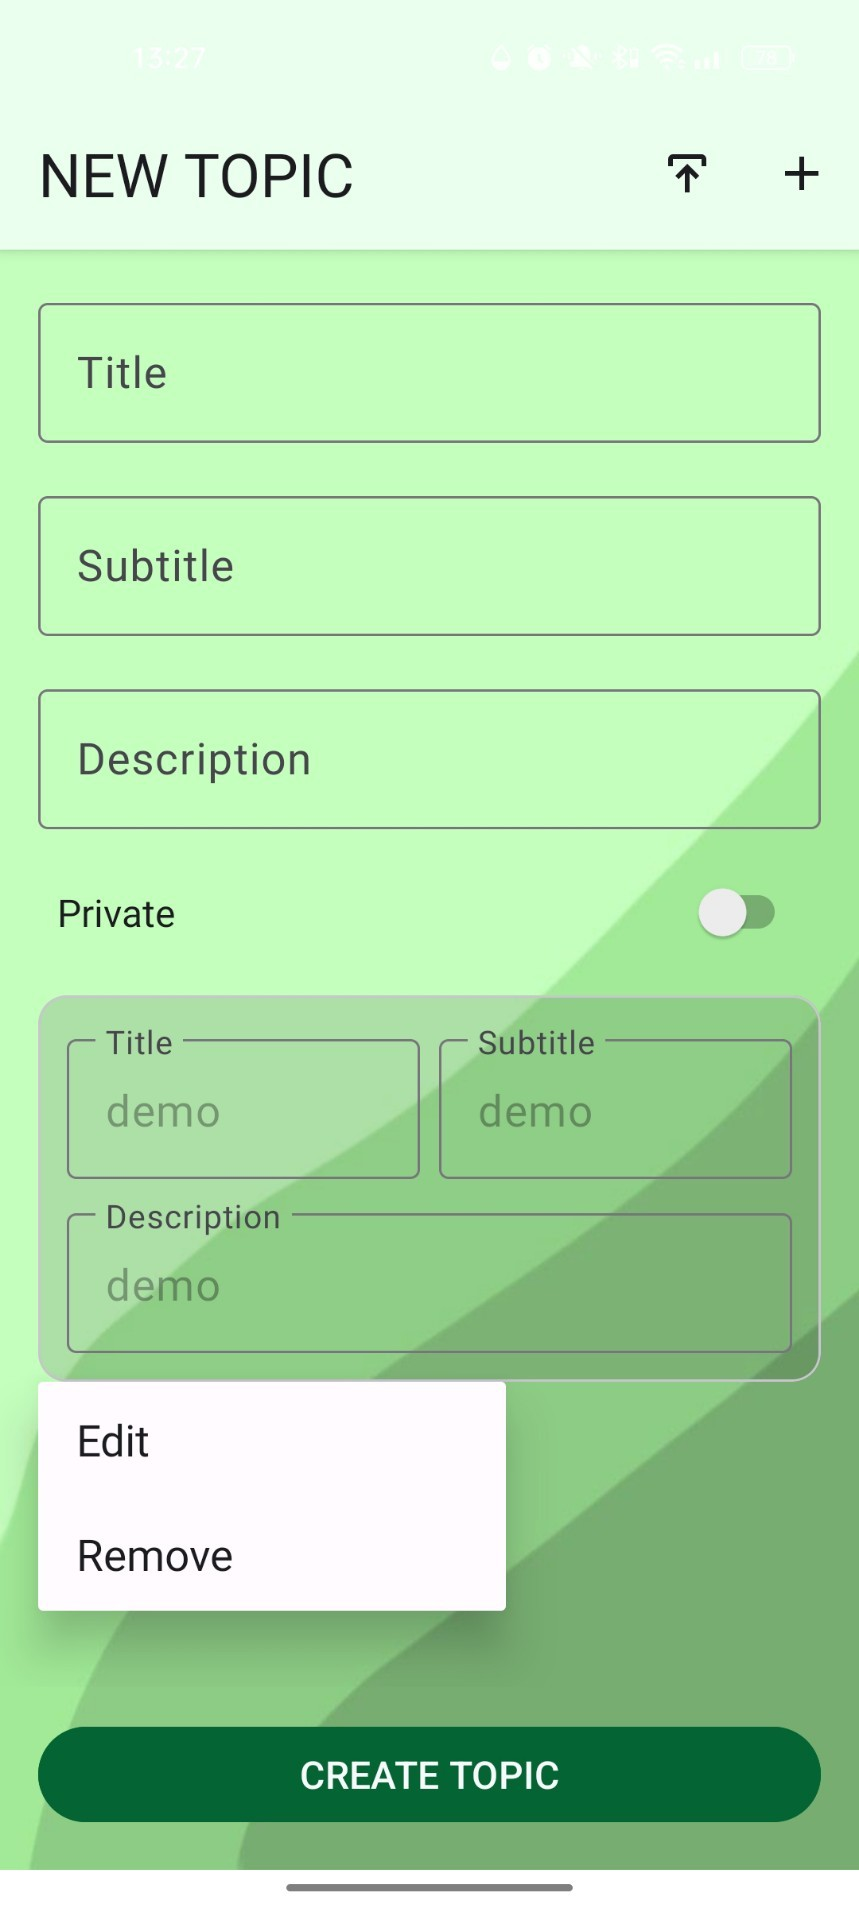 13:27
NEW TOPIC
Title
Subtitle
Description
Private
Title Subtitle
demo demo
Description
demo
Edit
Remove
CREATE TOPIC